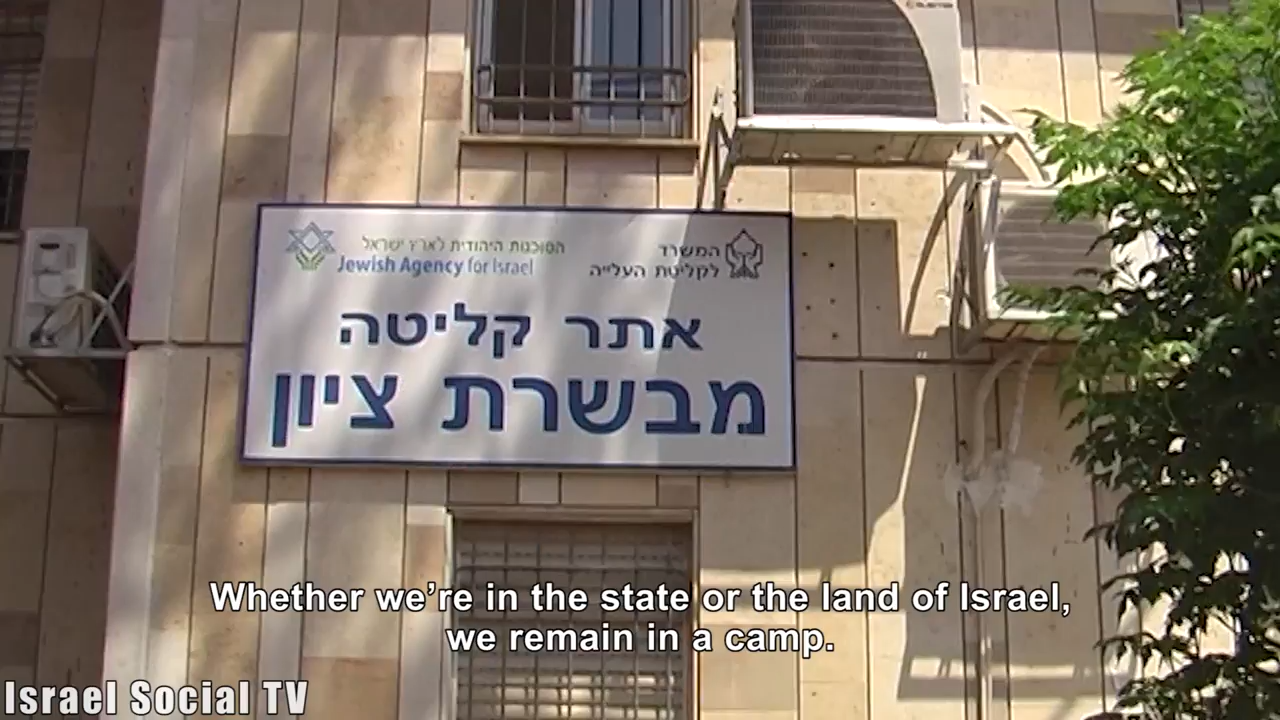 הסוכנות היהודית לארץ ישראל
Jewish Agency for Israel
המשרד
לקליטת העלייה
אתר קליטה
מבשרת ציון
Whether we're in the state or the land of Israel,
we remain in a camp.
Israel Social TV